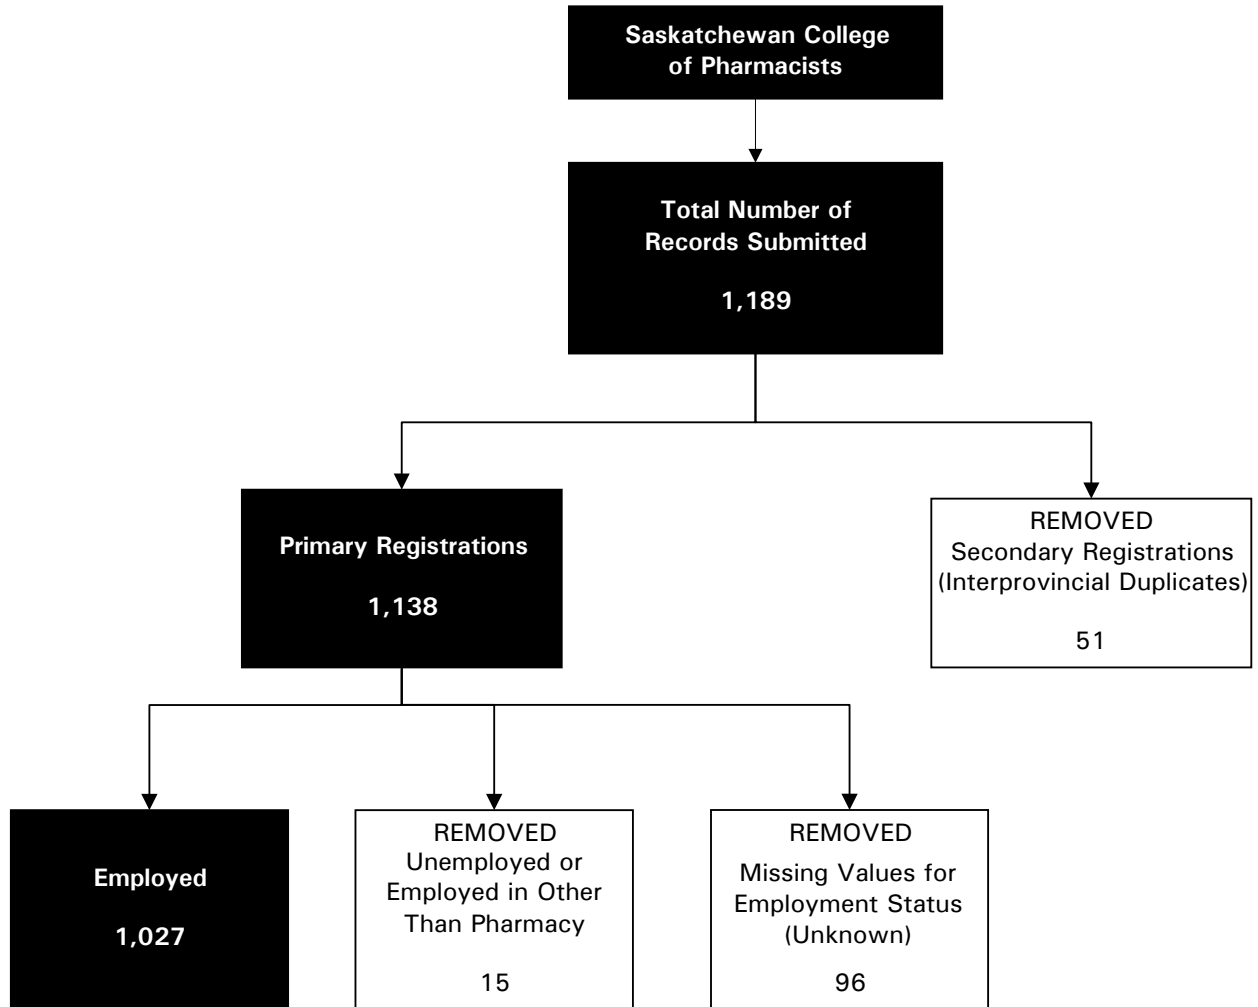 Saskatchewan College
of Pharmacists
Total Number of
Records Submitted
1,189
Primary Registrations
1,138
REMOVED
Secondary Registrations
(Interprovincial Duplicates)
51
Employed
1,027
REMOVED
Unemployed or
Employed in Other
Than Pharmacy
15
REMOVED
Missing Values for
Employment Status
(Unknown)
96